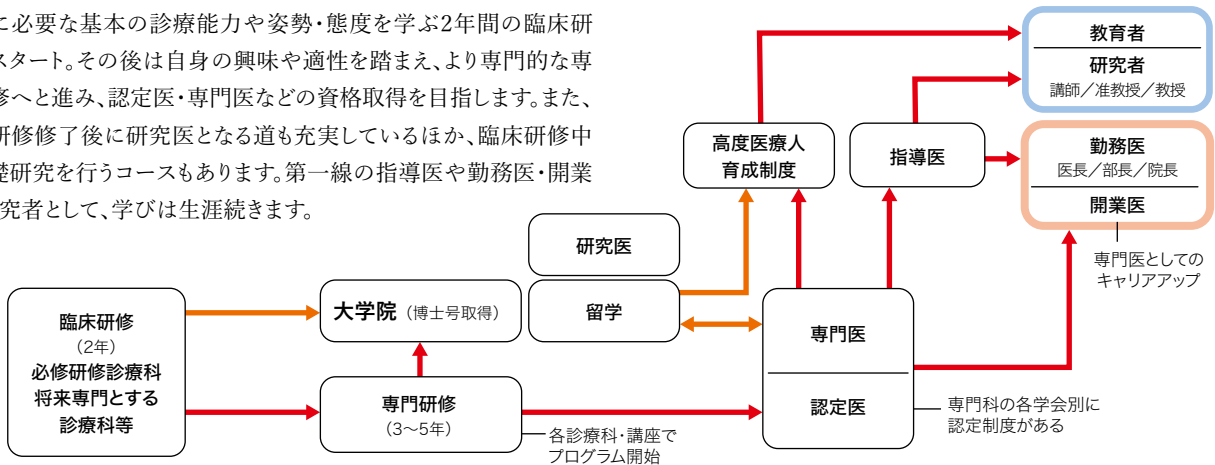 に必要な基本の診療能力や姿勢・態度を学ぶ2年間の臨床研
スタート。その後は自身の興味や適性を踏まえ、より専門的な専
修へと進み、認定医・専門医などの資格取得を目指します。また、
研修修了後に研究医となる道も充実しているほか、臨床研修中
礎研究を行うコースもあります。第一線の指導医や勤務医・開業
究者として、学びは生涯続きます。
教育者
研究者
講師／准教授／教授
高度医療人
育成制度
指導医
勤務医
医長／部長／院長
開業医
専門医としての
キャリアアップ
研究医
留学
大学院（博士号取得）
臨床研修
（2年）
必修研修診療科
将来専門とする
診療科等
専門研修
（3〜5年）
各診療科・講座で
プログラム開始
専門医
認定医
専門科の各学会別に
認定制度がある